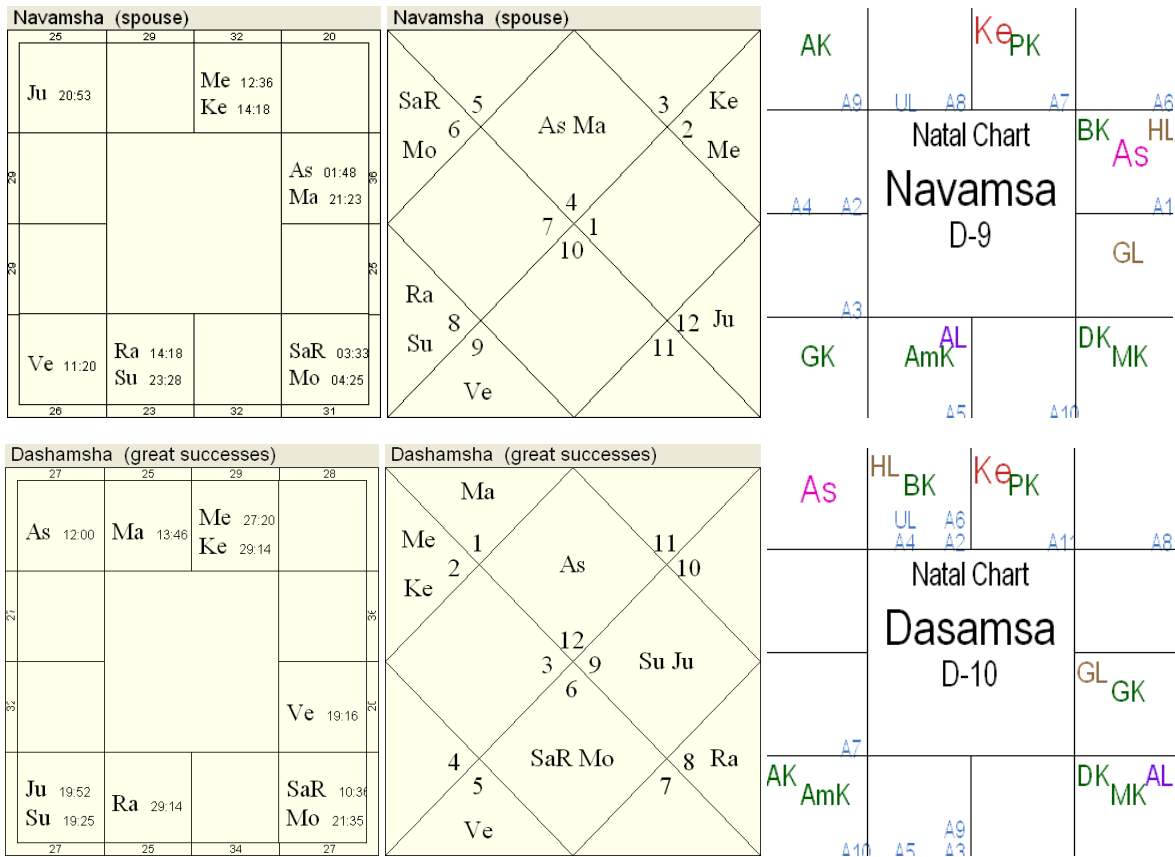 Navamsha (spouse)
25 29 32 20
Ju 20:53
Me 12:36
Ke 14:18
29
As 01:48
Ma 21:23
36
29
25
Ve 11:20
Ra 14:18
Su 23:28
SaR 03:33
Mo 04:25
26 23 32 31
Navamsha (spouse)
SaR 5 3 Ke
As Ma
6 2
Mo Me
4
7 1
10
Ra
8 12 Ju
Su
9 11
Ve
Ke
AK PK
A9 UL A8 A7 A6
Natal Chart
BK HL
As
Navamsa
A4 A2 A1
D-9
GL
A3
AL
GK AmK DK MK
A5 A10
Dashamsha (great successes)
27 25 29 28
As 12:00
Ma 13:46
Me 27:20
Ke 29:14
27
36
32
Ve 19:16
Ju 19:52
Su 19:25
Ra 29:14
SaR 10:36
Mo 21:35
27 25 34 27
Dashamsha (great successes)
Ma
Me 1 11
As
2 10
Ke
12
3 9 Su Ju
6
4 SaR Mo 8 Ra
5 7
Ve
HL Ke
As BK PK
UL A6
A4 A2 A11 A8
Natal Chart
Dasamsa
D-10
GL GK
A7
AK AmK
DK MK AL
A9
A10 A5 A3